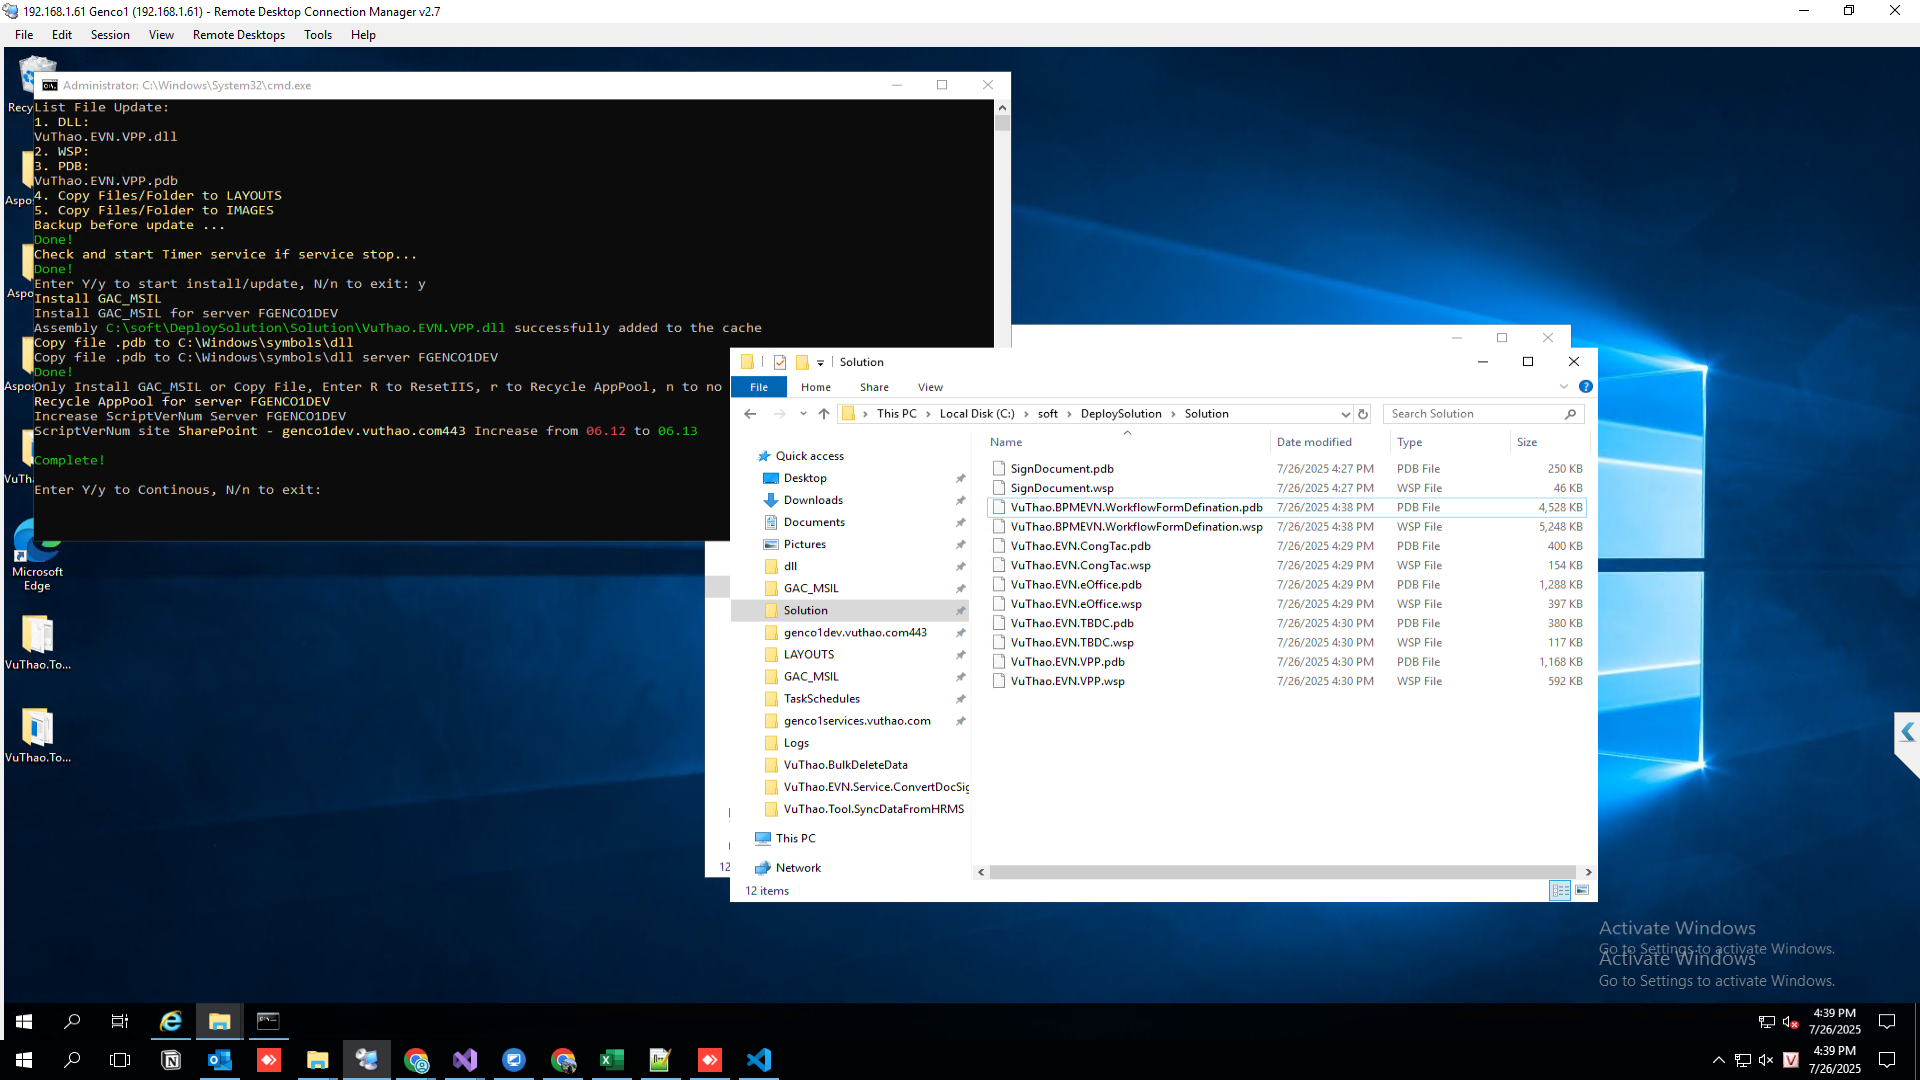 192.168.1.61 Genco1 (192.168.1.61) - Remote Desktop Connection Manager v2.7
File Edit Session View Remote Desktops Tools Help
Administrator: C:\Windows\System32\cmd.exe
List File Update:
1. DLL:
VuThao.EVN.VPP.dll
2. WSP:
3. PDB:
VuThao.EVN.VPP.pdb
4. Copy Files/Folder to LAYOUTS
5. Copy Files/Folder to IMAGES
Backup before update ...
Done!
Check and start Timer service if service stop...
Done!
Enter Y/y to start install/update, N/n to exit: y
Install GAC_MSIL
Install GAC_MSIL for server FGENCO1DEV
Assembly C:\soft\DeploySolution\Solution\VuThao.EVN.VPP.dll successfully added to the cache
Copy file .pdb to C:\Windows\symbols\dll
Copy file .pdb to C:\Windows\symbols\dll server FGENCO1DEV
Done!
Only Install GAC_MSIL or Copy File, Enter R to ResetIIS, r to Recycle AppPool, n to no
Recycle AppPool for server FGENCO1DEV
Increase ScriptVerNum Server FGENCO1DEV
ScriptVerNum site SharePoint - genco1dev.vuthao.com443 Increase from 06.12 to 06.13
Complete!
Enter Y/y to Continous, N/n to exit:
Recy
Aspo
Aspo
Aspo
VuTh
Microsoft
Edge
VuThao.To...
VuThao.To...
12
Solution
File Home Share View
This PC Local Disk (C:) soft DeploySolution Solution
Search Solution
Quick access
Desktop
Downloads
Documents
Pictures
dll
GAC_MSIL
Solution
genco1dev.vuthao.com443
LAYOUTS
GAC_MSIL
TaskSchedules
genco1services.vuthao.com
Logs
VuThao.BulkDeleteData
VuThao.EVN.Service.ConvertDocSig
VuThao.Tool.SyncDataFromHRMS
This PC
Network
Name Date modified Type Size
SignDocument.pdb 7/26/2025 4:27 PM PDB File 250 KB
SignDocument.wsp 7/26/2025 4:27 PM WSP File 46 KB
VuThao.BPMEVN.WorkflowFormDefination.pdb 7/26/2025 4:38 PM PDB File 4,528 KB
VuThao.BPMEVN.WorkflowFormDefination.wsp 7/26/2025 4:38 PM WSP File 5,248 KB
VuThao.EVN.CongTac.pdb 7/26/2025 4:29 PM PDB File 400 KB
VuThao.EVN.CongTac.wsp 7/26/2025 4:29 PM WSP File 154 KB
VuThao.EVN.eOffice.pdb 7/26/2025 4:29 PM PDB File 1,288 KB
VuThao.EVN.eOffice.wsp 7/26/2025 4:29 PM WSP File 397 KB
VuThao.EVN.TBDC.pdb 7/26/2025 4:30 PM PDB File 380 KB
VuThao.EVN.TBDC.wsp 7/26/2025 4:30 PM WSP File 117 KB
VuThao.EVN.VPP.pdb 7/26/2025 4:30 PM PDB File 1,168 KB
VuThao.EVN.VPP.wsp 7/26/2025 4:30 PM WSP File 592 KB
12 items
Activate Windows
Go to Settings to activate Windows.
Activate Windows
Go to Settings to activate Windows.
4:39 PM
7/26/2025
4:39 PM
7/26/2025